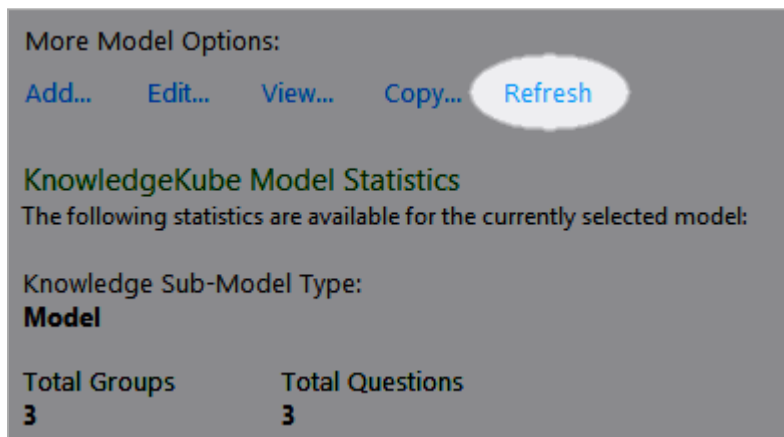 More Model Options:
Add... Edit... View... Copy... Refresh
KnowledgeKube Model Statistics
The following statistics are available for the currently selected model:
Knowledge Sub-Model Type:
Model
Total Groups Total Questions
3 3